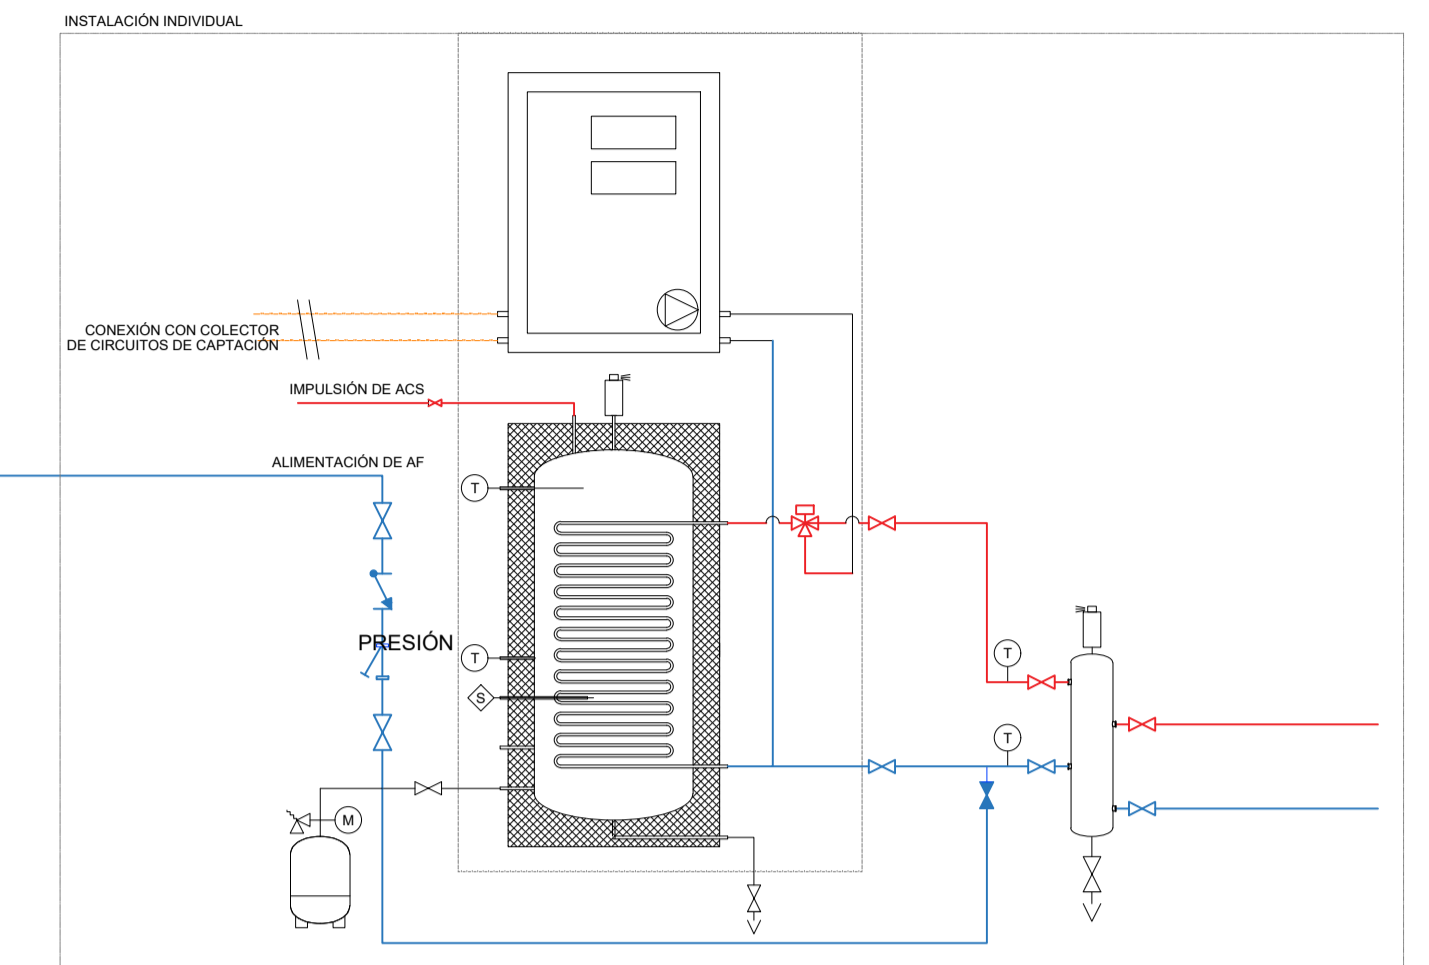 INSTALACIÓN INDIVIDUAL
CONEXIÓN CON COLECTOR
DE CIRCUITOS DE CAPTACIÓN
IMPULSIÓN DE ACS
ALIMENTACIÓN DE AF
T
PRESIÓN
T
T
S
T
M